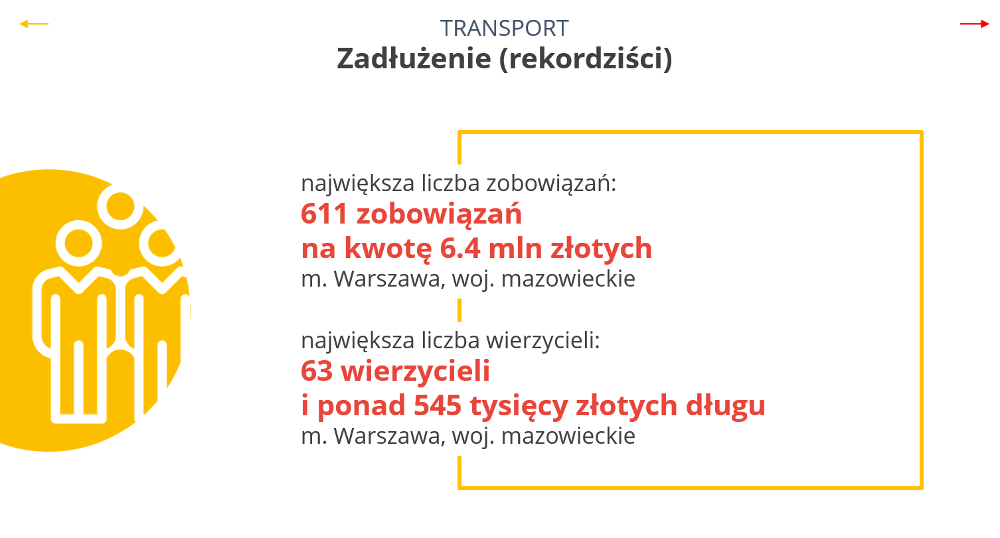 TRANSPORT
Zadłużenie (rekordziści)
największa liczba zobowiązań:
611 zobowiązań
na kwotę 6.4 mln złotych
m. Warszawa, woj. mazowieckie
największa liczba wierzycieli:
63 wierzycieli
i ponad 545 tysięcy złotych długu
m. Warszawa, woj. mazowieckie